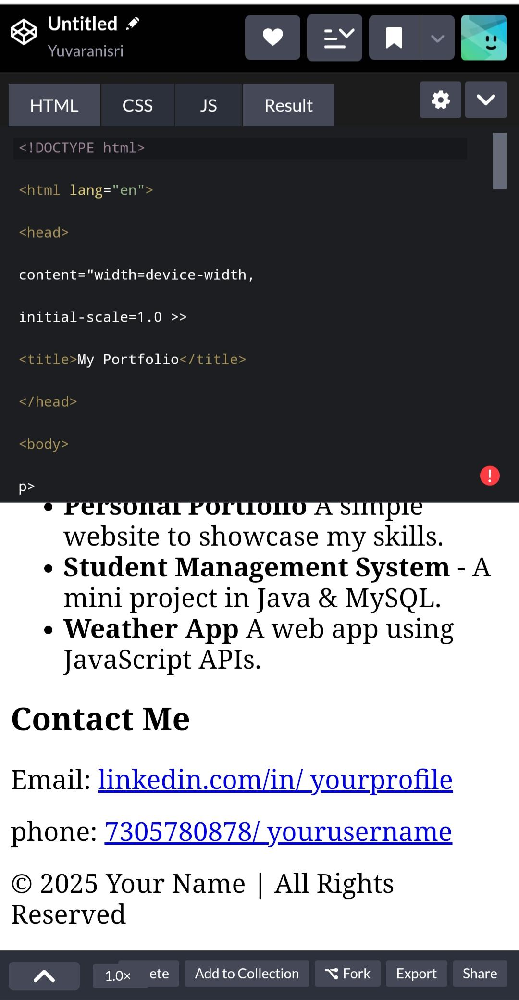 Untitled
Yuvaranisri
HTML CSS JS Result
<!DOCTYPE html>
<html lang="en">
<head>
content="width=device-width,
initial-scale=1.0 >>
<title>My Portfolio</title>
</head>
<body>
p>
• Personal Portfolio A simple
website to showcase my skills.
• Student Management System - A
mini project in Java & MySQL.
• Weather App A web app using
JavaScript APIs.
Contact Me
Email: linkedin.com/in/ yourprofile
phone: 7305780878/ yourusername
© 2025 Your Name | All Rights
Reserved
1.0× ete Add to Collection Fork Export Share